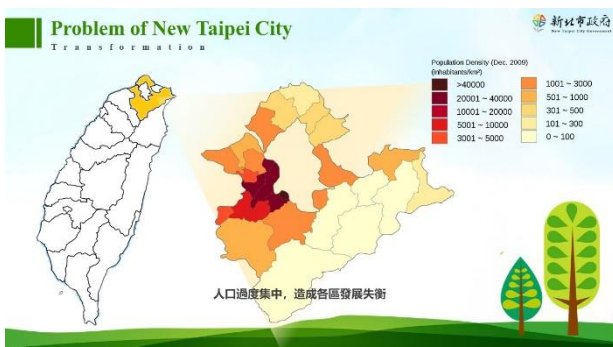 Problem of New Taipei City
Transformation
新北市政府
New Taipei City Government
Population Density (Dec. 2009)
(inhabitants/km²)
>40000
20001 ~ 40000
10001 ~ 20000
5001 ~ 10000
3001 ~ 5000
1001 ~ 3000
501 ~ 1000
301 ~ 500
101 ~ 300
0 ~ 100
人口過度集中，造成各區發展失衡